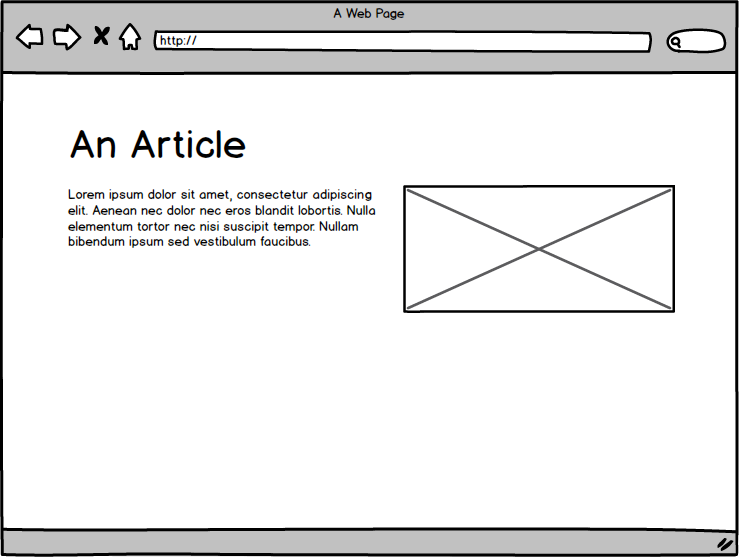 A Web Page
http://
An Article
Lorem ipsum dolor sit amet, consectetur adipiscing
elit. Aenean nec dolor nec eros blandit lobortis. Nulla
elementum tortor nec nisi suscipit tempor. Nullam
bibendum ipsum sed vestibulum faucibus.